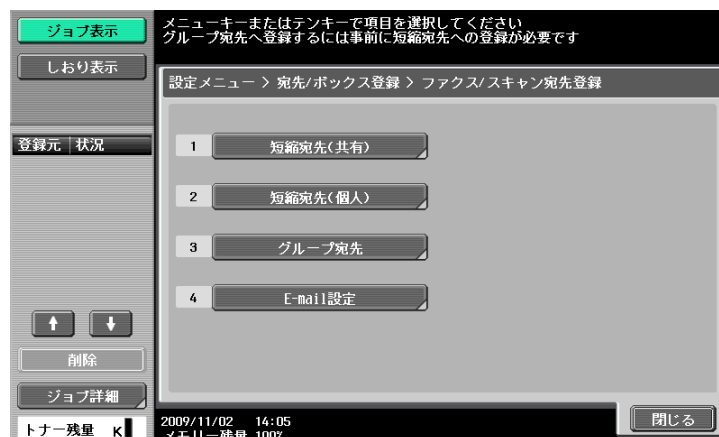 ジョブ表示
しおり表示
登録元 状況
削除
ジョブ詳細
トナー残量 K
メニューキーまたはテンキーで項目を選択してください
グループ宛先へ登録するには事前に短縮宛先への登録が必要です
設定メニュー > 宛先/ボックス登録 > ファクス/スキャン宛先登録
1 短縮宛先(共有)
2 短縮宛先(個人)
3 グループ宛先
4 E-mail設定
2009/11/02 14:05
メモリー残量 100%
閉じる